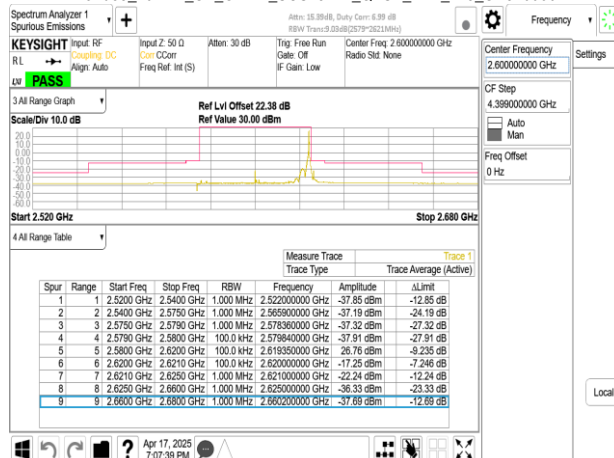 Spectrum Analyzer 1
Spurious Emissions
Attn: 15.39dB, Duty Corr: 6.99 dB
RBW Trans:9.03dB(2579~2621MHz)
Frequency
Settings
KEYSIGHT
Input: RF
Input Z: 50 Ω
Atten: 30 dB
Trig: Free Run
Center Freq: 2.600000000 GHz
RL
Coupling: DC
Corr CCorr
Gate: Off
Radio Std: None
Align: Auto
Freq Ref: Int (S)
IF Gain: Low
LXI PASS
Center Frequency
2.600000000 GHz
CF Step
4.399000000 GHz
Auto
Man
Freq Offset
0 Hz
3 All Range Graph
Ref Lvl Offset 22.38 dB
Scale/Div 10.0 dB
Ref Value 30.00 dBm
20.0
10.0
0.00
-10.0
-20.0
-30.0
-40.0
-50.0
-60.0
Start 2.520 GHz
Stop 2.680 GHz
4 All Range Table
Measure Trace Trace 1
Trace Type Trace Average (Active)
Spur Range Start Freq Stop Freq RBW Frequency Amplitude ΔLimit
1 1 2.5200 GHz 2.5400 GHz 1.000 MHz 2.522000000 GHz -37.85 dBm -12.85 dB
2 2 2.5400 GHz 2.5750 GHz 1.000 MHz 2.565900000 GHz -37.19 dBm -24.19 dB
3 3 2.5750 GHz 2.5790 GHz 1.000 MHz 2.578360000 GHz -37.32 dBm -27.32 dB
4 4 2.5790 GHz 2.5800 GHz 100.0 kHz 2.579840000 GHz -37.91 dBm -27.91 dB
5 5 2.5800 GHz 2.6200 GHz 100.0 kHz 2.619350000 GHz 26.76 dBm -9.235 dB
6 6 2.6200 GHz 2.6210 GHz 100.0 kHz 2.620000000 GHz -17.25 dBm -7.246 dB
7 7 2.6210 GHz 2.6250 GHz 1.000 MHz 2.621000000 GHz -22.24 dBm -12.24 dB
8 8 2.6250 GHz 2.6600 GHz 1.000 MHz 2.625000000 GHz -36.33 dBm -23.33 dB
9 9 2.6600 GHz 2.6800 GHz 1.000 MHz 2.660200000 GHz -37.69 dBm -12.69 dB
Local
Apr 17, 2025
7:07:39 PM